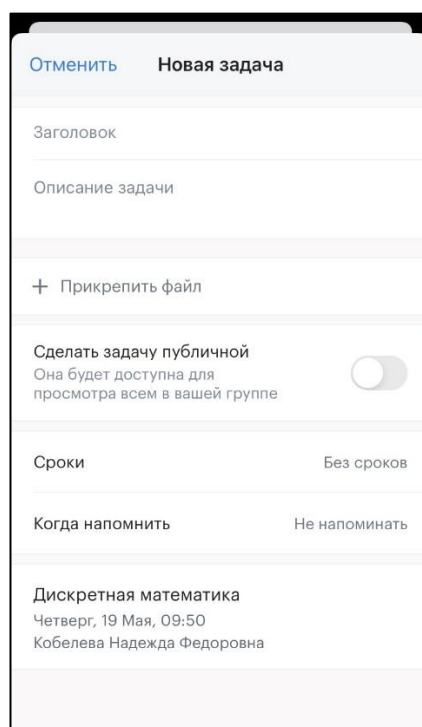 Отменить Новая задача
Заголовок
Описание задачи
+ Прикрепить файл
Сделать задачу публичной
Она будет доступна для
просмотра всем в вашей группе
Сроки Без сроков
Когда напомнить Не напоминать
Дискретная математика
Четверг, 19 Мая, 09:50
Кобелева Надежда Федоровна